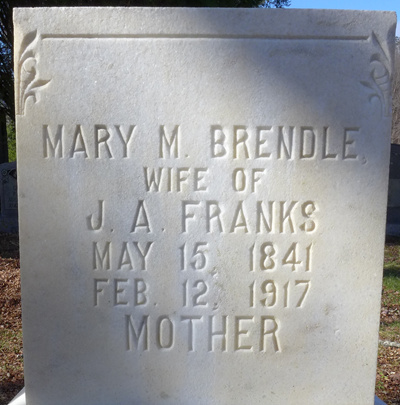 MARY M. BRENDLE,
WIFE OF
J. A. FRANKS
MAY 15, 1841
FEB. 12, 1917
MOTHER